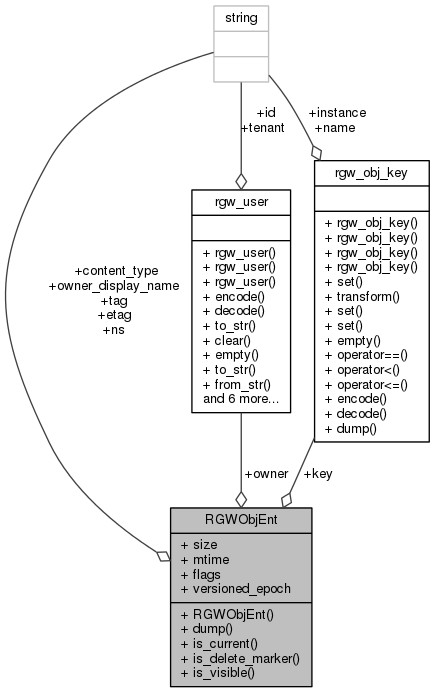 string
+id
+tenant
+instance
+name
rgw_user
+ rgw_user()
+ rgw_user()
+ rgw_user()
+ encode()
+ decode()
+ to_str()
+ clear()
+ empty()
+ to_str()
+ from_str()
and 6 more...
rgw_obj_key
+ rgw_obj_key()
+ rgw_obj_key()
+ rgw_obj_key()
+ rgw_obj_key()
+ set()
+ transform()
+ set()
+ set()
+ empty()
+ operator==()
+ operator<()
+ operator<=()
+ encode()
+ decode()
+ dump()
+content_type
+owner_display_name
+tag
+etag
+ns
+owner
+key
RGWObjEnt
+ size
+ mtime
+ flags
+ versioned_epoch
+ RGWObjEnt()
+ dump()
+ is_current()
+ is_delete_marker()
+ is_visible()